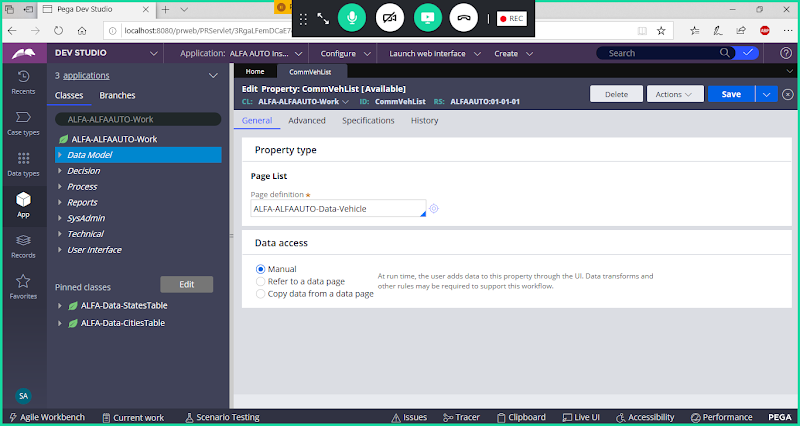 Pega Dev Studio
REC
localhost:8080/prweb/PRServlet/3RgaLFemDCaE7
ABP
DEV STUDIO
Application: ALFA AUTO Ins...
Configure
Launch web interface
Create
Search
Recents
Case types
Data types
App
Records
Favorites
SA
3 applications
Classes
Branches
ALFA-ALFAAUTO-Work
ALFA-ALFAAUTO-Work
Data Model
Decision
Process
Reports
SysAdmin
Technical
User Interface
Pinned classes
Edit
ALFA-Data-StatesTable
ALFA-Data-CitiesTable
Home
CommVehList
Edit Property: CommVehList [Available]
CL: ALFA-ALFAAUTO-Work ID: CommVehList RS: ALFAAUTO:01-01-01
Delete
Actions
Save
General
Advanced
Specifications
History
Property type
Page List
Page definition *
ALFA-ALFAAUTO-Data-Vehicle
Data access
Manual
Refer to a data page
Copy data from a data page
At run time, the user adds data to this property through the UI. Data transforms and
other rules may be required to support this workflow.
Agile Workbench
Current work
Scenario Testing
Issues
Tracer
Clipboard
Live UI
Accessibility
Performance
PEGA